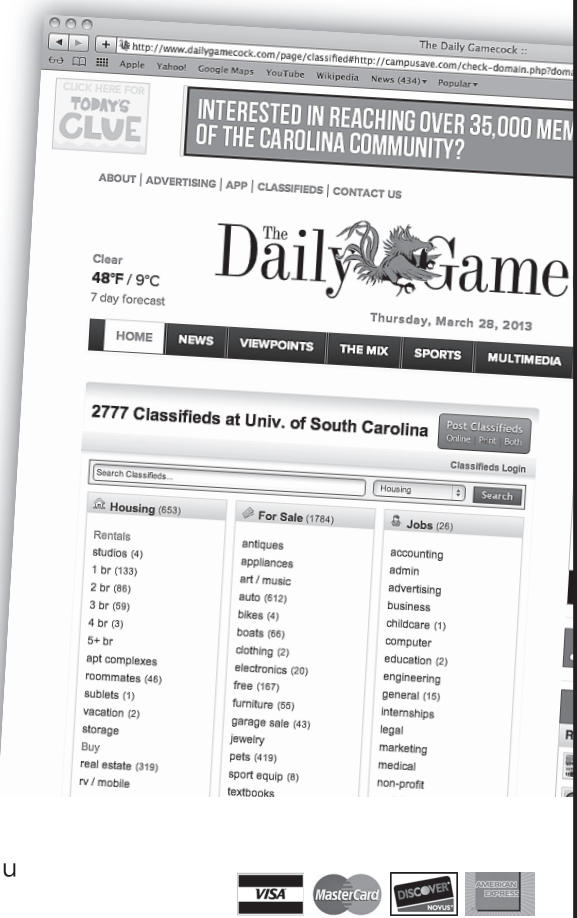 The Daily Gamecock ::
http://www.dailygamecock.com/page/classified#http://campusave.com/check-domain.php?doma
Apple Yahoo! Google Maps YouTube Wikipedia News (434) Popular
CLICK HERE FOR
TODAY'S
CLUE
INTERESTED IN REACHING OVER 35,000 MEM
OF THE CAROLINA COMMUNITY?
ABOUT | ADVERTISING | APP | CLASSIFIEDS | CONTACT US
Clear
48°F / 9°C
7 day forecast
The
Daily Game
Thursday, March 28, 2013
HOME NEWS VIEWPOINTS THE MIX SPORTS MULTIMEDIA
2777 Classifieds at Univ. of South Carolina
Post Classifieds
Online | Print | Both
Classifieds Login
Search Classifieds...
Housing
Search
Housing (653)
Rentals
studios (4)
1 br (133)
2 br (86)
3 br (59)
4 br (3)
5+ br
apt complexes
roommates (46)
sublets (1)
vacation (2)
storage
Buy
real estate (319)
rv / mobile
For Sale (1784)
antiques
appliances
art / music
auto (612)
bikes (4)
boats (66)
clothing (2)
electronics (20)
free (167)
furniture (55)
garage sale (43)
jewelry
pets (419)
sport equip (8)
textbooks
Jobs (26)
accounting
admin
advertising
business
childcare (1)
computer
education (2)
engineering
general (15)
internships
legal
marketing
medical
non-profit
R
u
VISA
MasterCard
DISCOVER
NOVUS
AMERICAN
EXPRESS